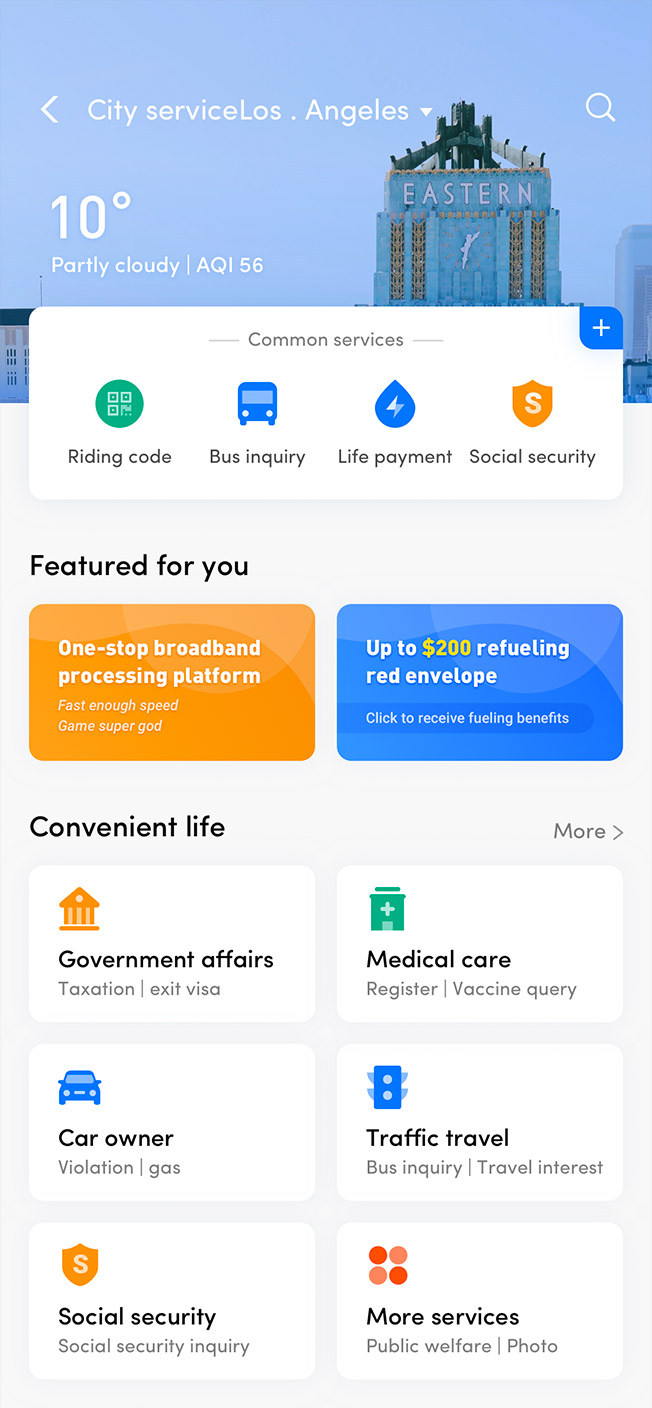 City serviceLos . Angeles
EASTERN
10°
Partly cloudy | AQI 56
Common services
+
Riding code
Bus inquiry
Life payment
S
Social security
Featured for you
One-stop broadband
processing platform
Fast enough speed
Game super god
Up to $200 refueling
red envelope
Click to receive fueling benefits
Convenient life
More >
Government affairs
Taxation | exit visa
Medical care
Register | Vaccine query
Car owner
Violation | gas
Traffic travel
Bus inquiry | Travel interest
S
Social security
Social security inquiry
More services
Public welfare | Photo